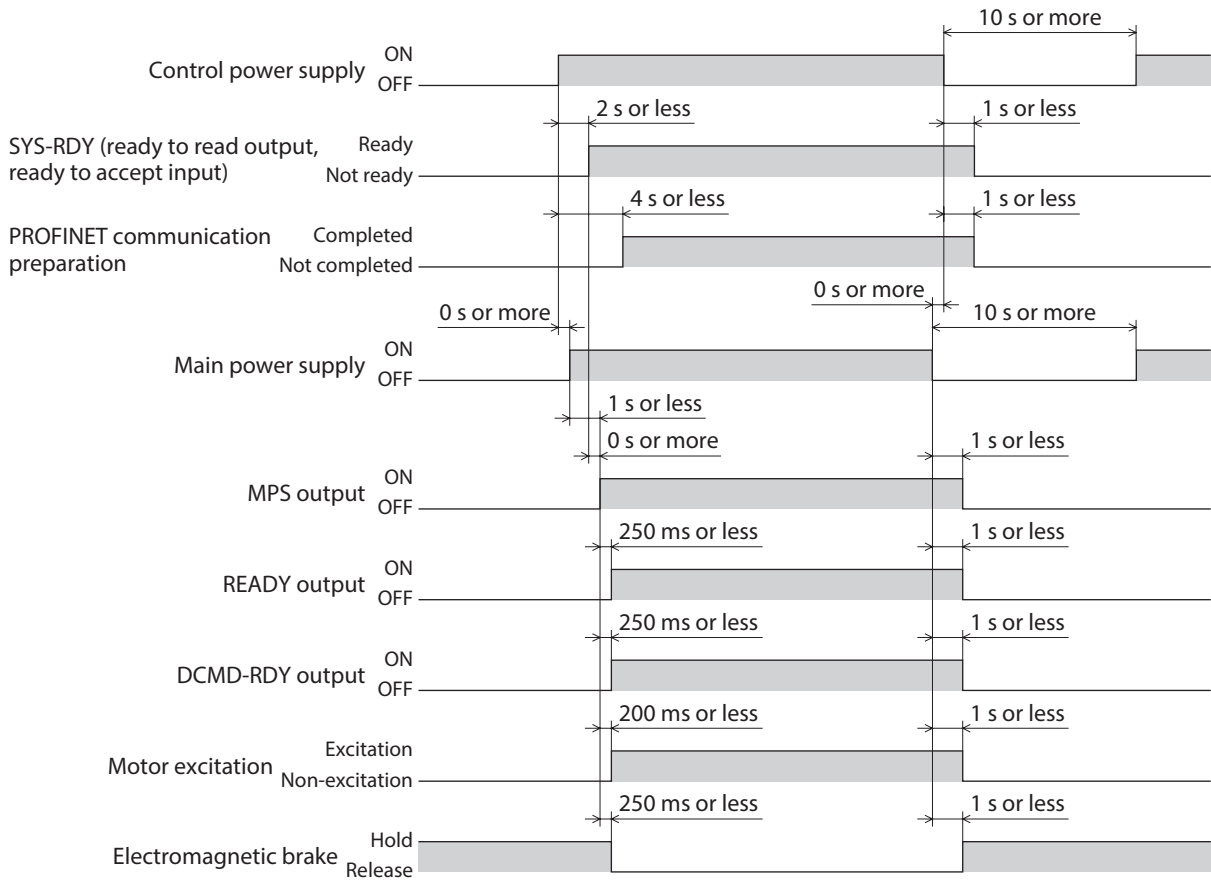 10 s or more
Control power supply
ON
OFF
2 s or less
1 s or less
SYS-RDY (ready to read output,
ready to accept input)
Ready
Not ready
4 s or less
1 s or less
PROFINET communication
preparation
Completed
Not completed
0 s or more
0 s or more
10 s or more
Main power supply
ON
OFF
1 s or less
0 s or more
1 s or less
MPS output
ON
OFF
250 ms or less
1 s or less
READY output
ON
OFF
250 ms or less
1 s or less
DCMD-RDY output
ON
OFF
200 ms or less
1 s or less
Motor excitation
Excitation
Non-excitation
250 ms or less
1 s or less
Electromagnetic brake
Hold
Release